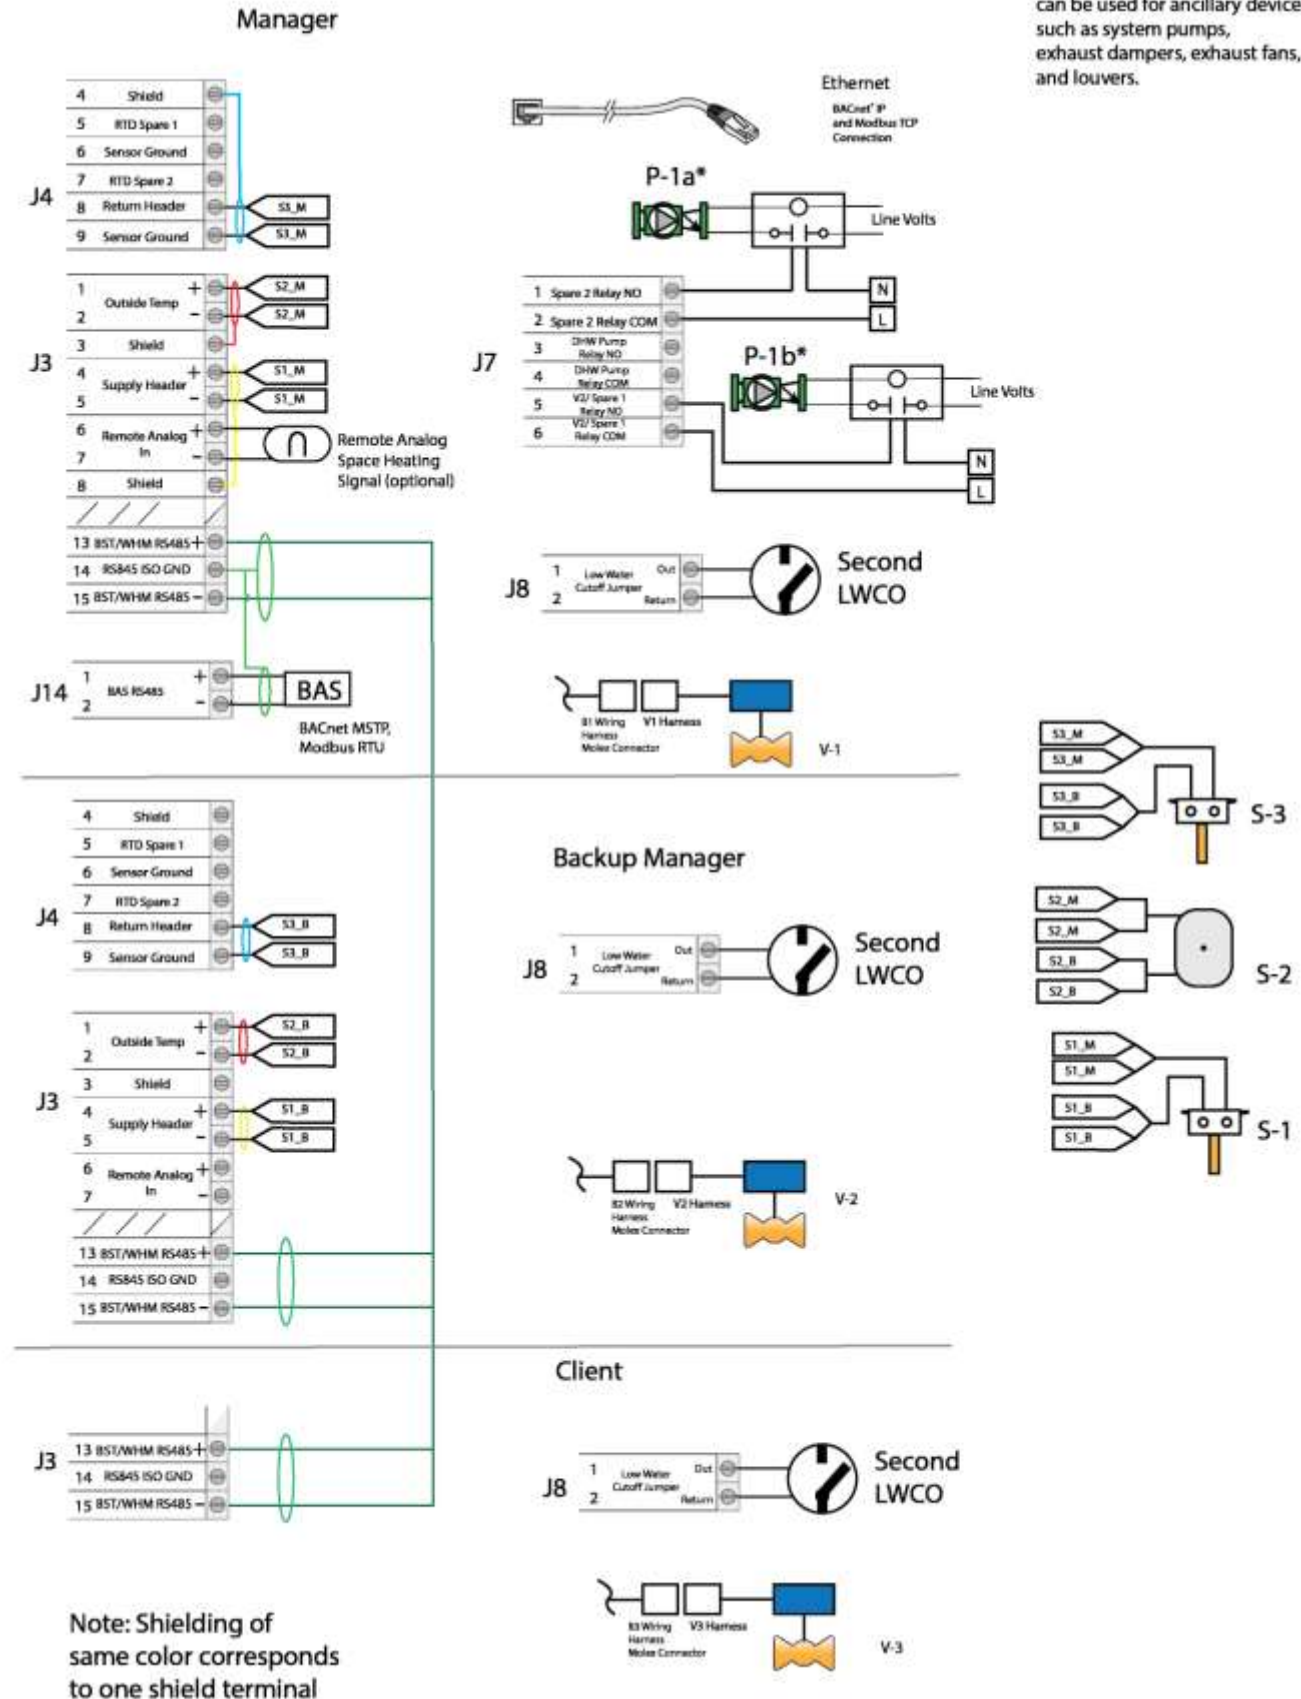 can be used for ancillary device
such as system pumps,
exhaust dampers, exhaust fans,
and louvers.
Manager
J4
4 Shield
5 RTD Spare 1
6 Sensor Ground
7 RTD Spare 2
8 Return Header S3_M
9 Sensor Ground S3_M
J3
1 + S2_M
Outside Temp
2 - S2_M
3 Shield
4 + S1_M
Supply Header
5 - S1_M
6 +
Remote Analog
In
7 -
8 Shield
Remote Analog
Space Heating
Signal (optional)
13 BST/WHM RS485 +
14 RS845 ISO GND
15 BST/WHM RS485 -
J14
1 +
BAS RS485
2 -
BAS
BACnet MSTP,
Modbus RTU
Ethernet
BACnet® IP
and Modbus TCP
Connection
P-1a*
Line Volts
J7
1 Spare 2 Relay NO
2 Spare 2 Relay COM
3 DHW Pump
Relay NO
4 DHW Pump
Relay COM
5 V2/ Spare 1
Relay NO
6 V2/ Spare 1
Relay COM
N
L
P-1b*
Line Volts
N
L
J8
1 Out
Low Water
Cutoff Jumper
2 Return
Second
LWCO
B1 Wiring
Harness
Molex Connector
V1 Harness
V-1
J4
4 Shield
5 RTD Spare 1
6 Sensor Ground
7 RTD Spare 2
8 Return Header S3_B
9 Sensor Ground S3_B
J3
1 + S2_B
Outside Temp
2 - S2_B
3 Shield
4 + S1_B
Supply Header
5 - S1_B
6 +
Remote Analog
In
7 -
13 BST/WHM RS485 +
14 RS845 ISO GND
15 BST/WHM RS485 -
Backup Manager
J8
1 Out
Low Water
Cutoff Jumper
2 Return
Second
LWCO
B2 Wiring
Harness
Molex Connector
V2 Harness
V-2
S3_M
S3_M
S3_B
S3_B
S-3
S2_M
S2_M
S2_B
S2_B
S-2
S1_M
S1_M
S1_B
S1_B
S-1
Client
J3
13 BST/WHM RS485 +
14 RS845 ISO GND
15 BST/WHM RS485 -
J8
1 Out
Low Water
Cutoff Jumper
2 Return
Second
LWCO
B3 Wiring
Harness
Molex Connector
V3 Harness
V-3
Note: Shielding of
same color corresponds
to one shield terminal